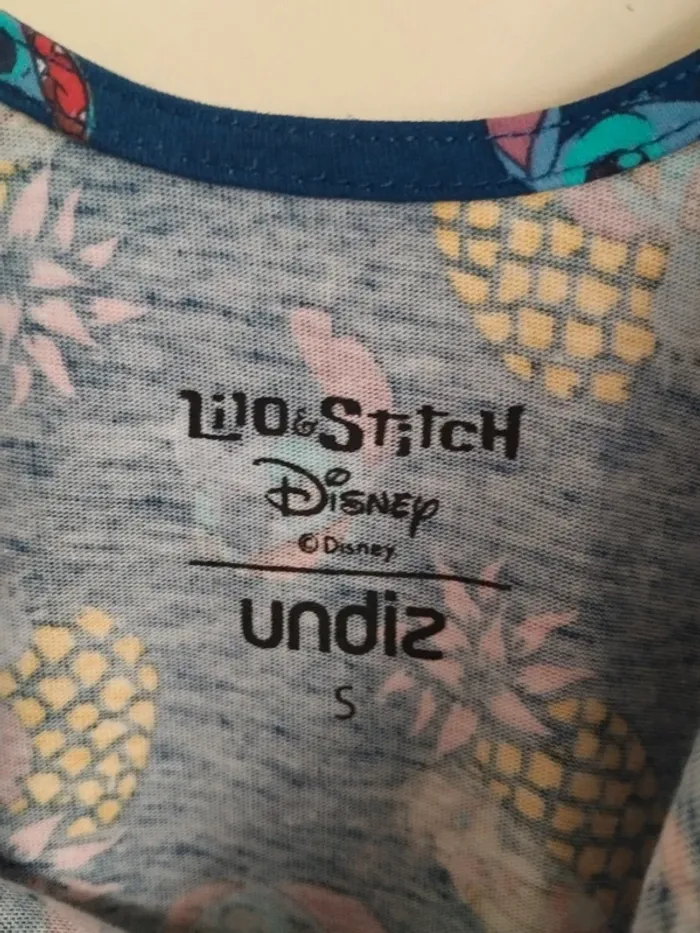 Lilo & Stitch
Disney
© Disney
undiz
S